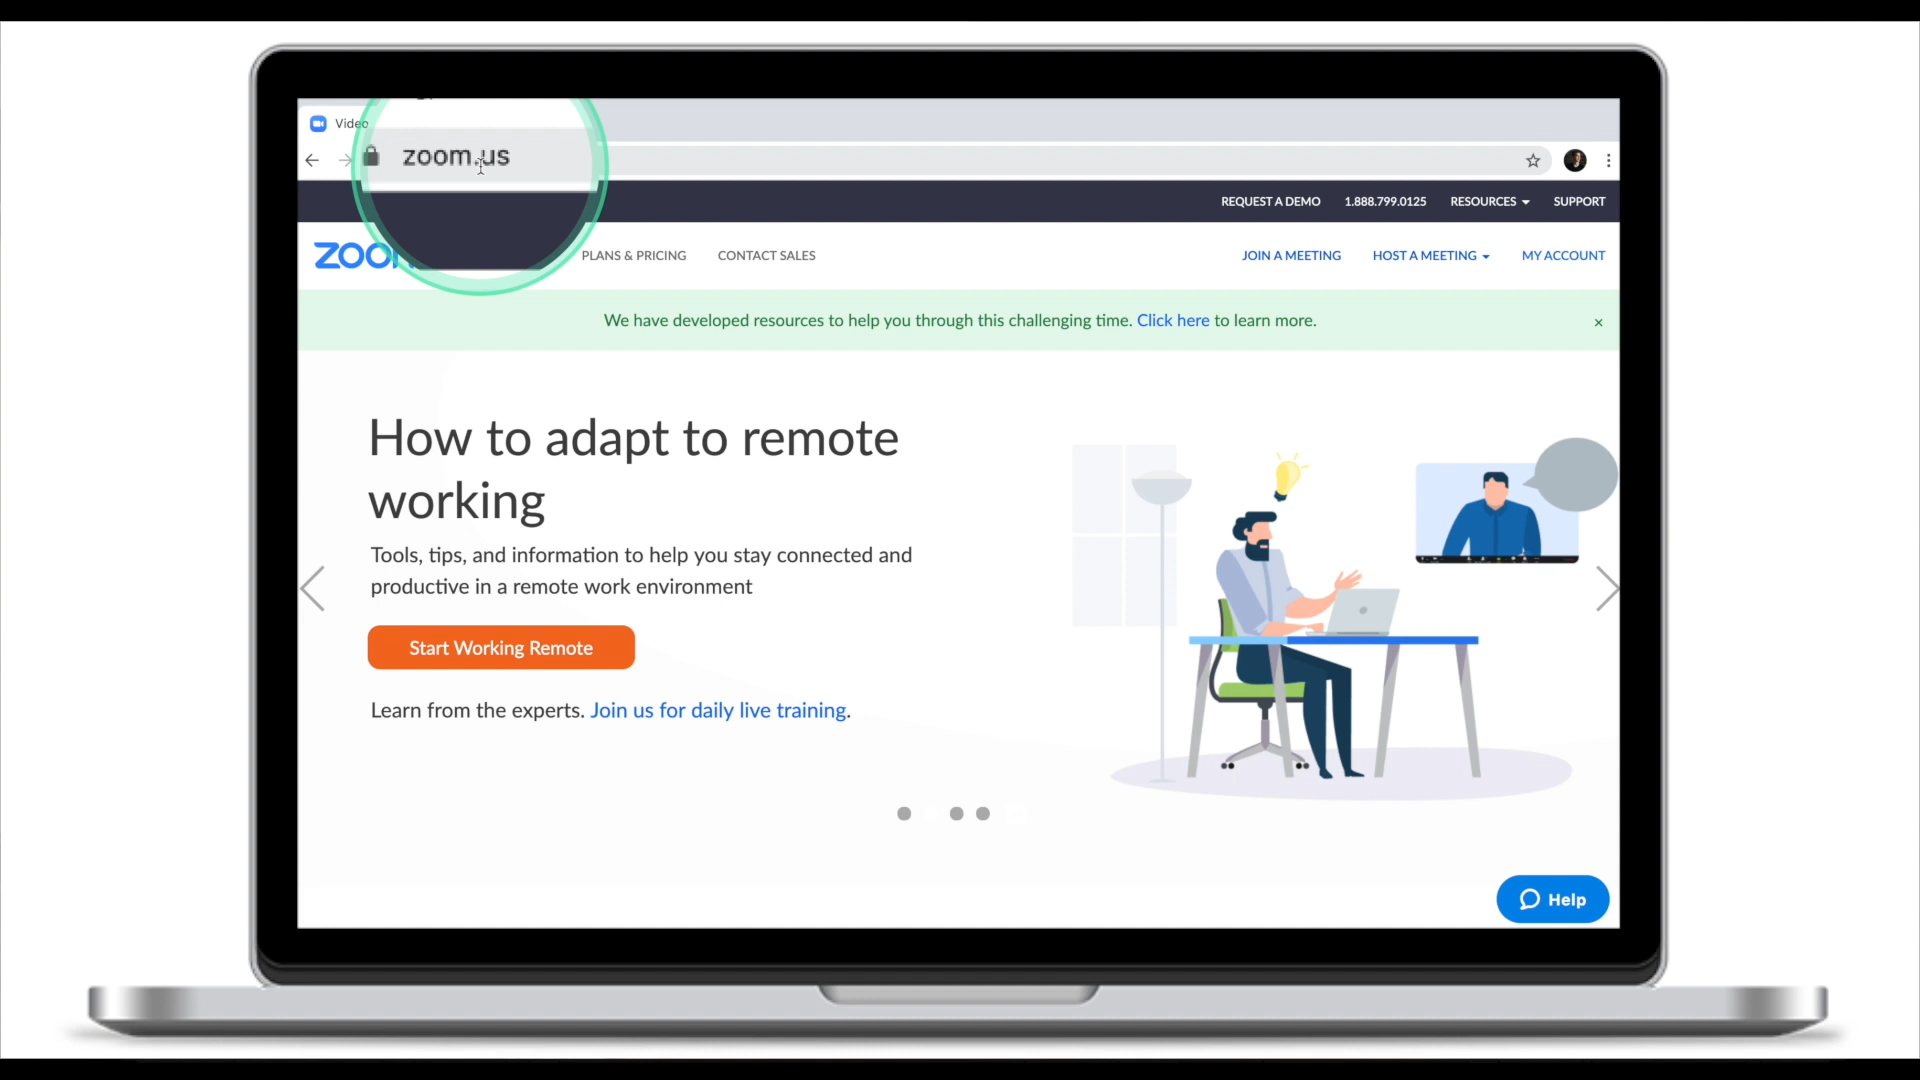 Video
zoom.us
REQUEST A DEMO 1.888.799.0125 RESOURCES SUPPORT
PLANS & PRICING CONTACT SALES JOIN A MEETING HOST A MEETING MY ACCOUNT
We have developed resources to help you through this challenging time. Click here to learn more. ×
How to adapt to remote
working
Tools, tips, and information to help you stay connected and
productive in a remote work environment
Start Working Remote
Learn from the experts. Join us for daily live training.
Help